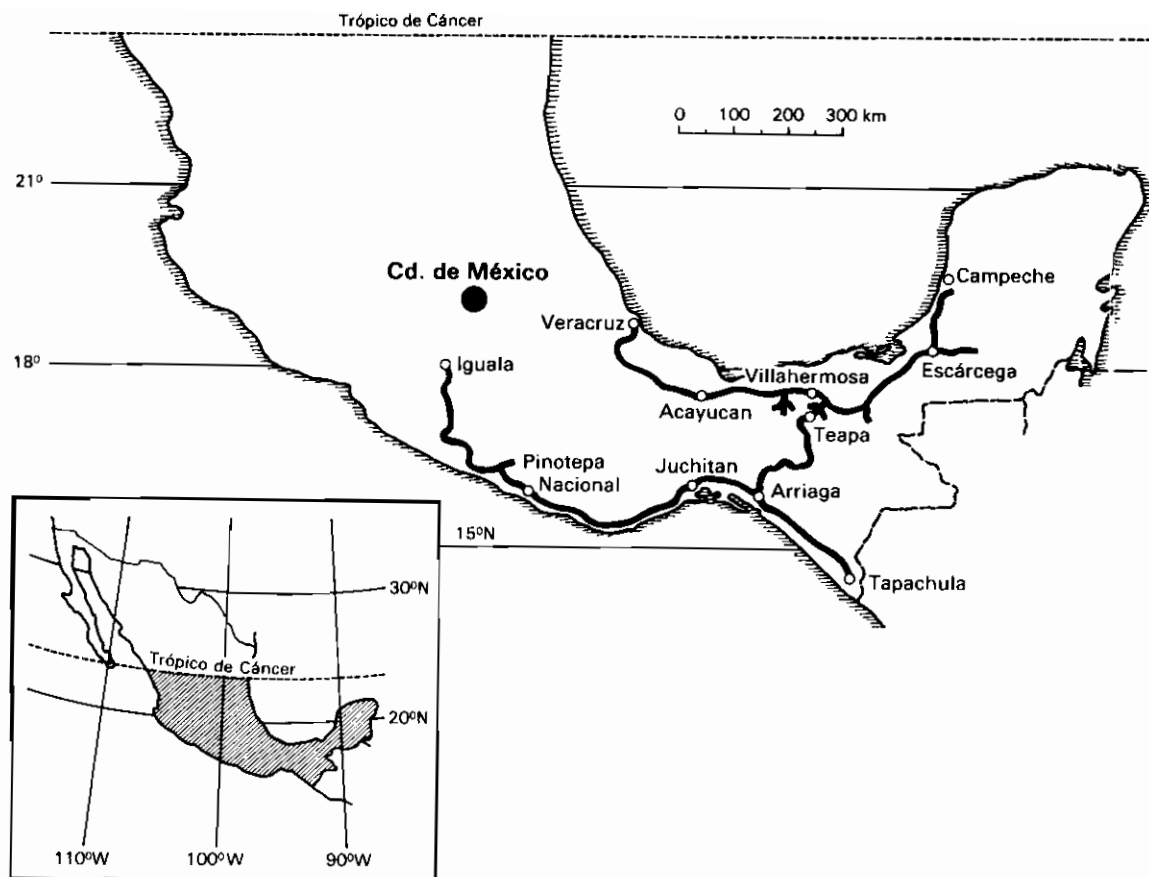 Trópico de Cáncer
0 100 200 300 km
21º
Cd. de México
Campeche
Veracruz
18º
Iguala
Villahermosa
Escárcega
Acayucan
Teapa
Pinotepa
Nacional
Juchitan
Arriaga
15ºN
Tapachula
30ºN
Trópico de Cáncer
20ºN
110ºW
100ºW
90ºW